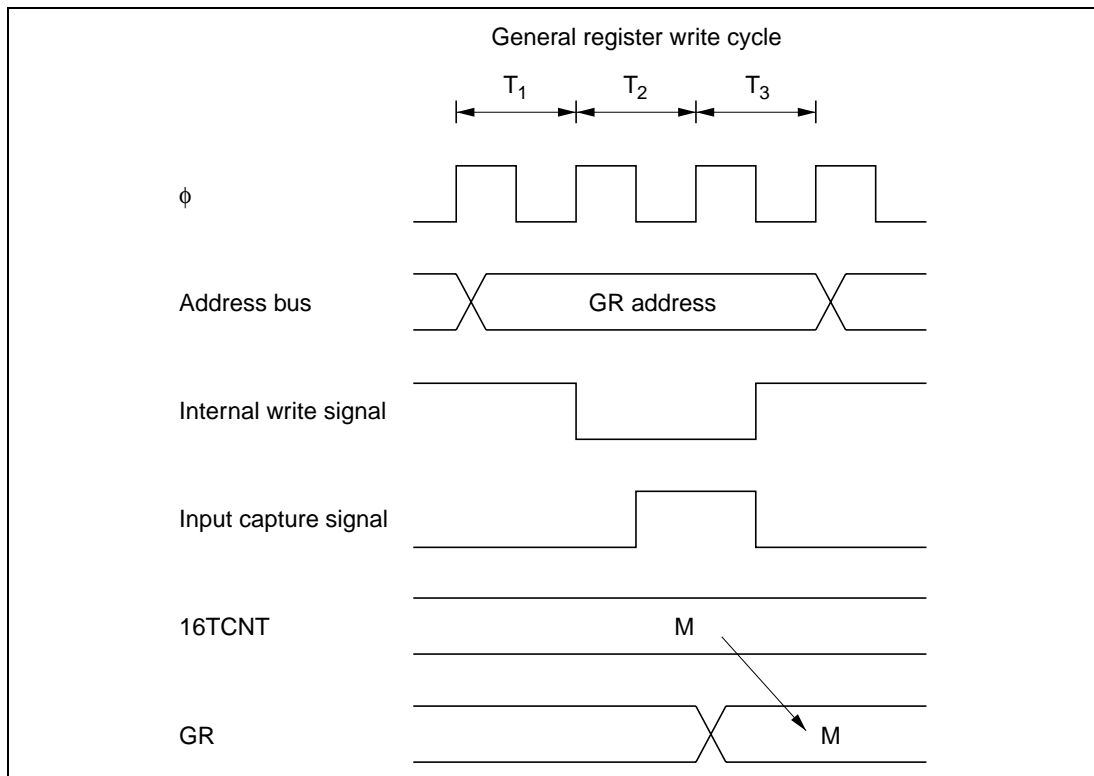 General register write cycle
T1 T2 T3
φ
Address bus GR address
Internal write signal
Input capture signal
16TCNT M
GR M